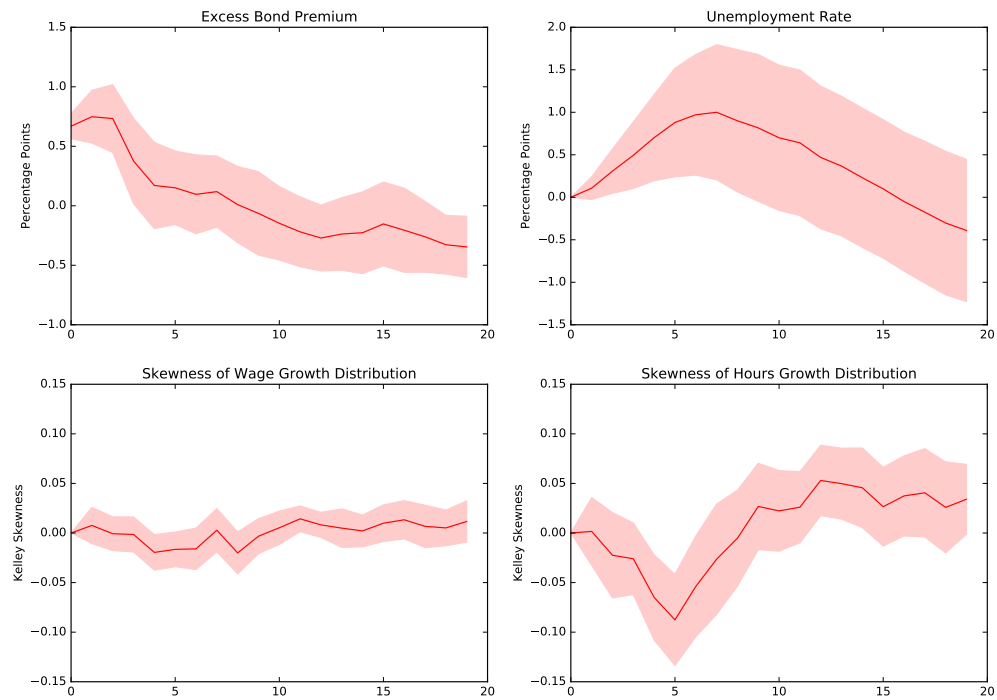 Excess Bond Premium
Percentage Points
1.5
1.0
0.5
0.0
−0.5
−1.0
0 5 10 15 20
Unemployment Rate
Percentage Points
2.0
1.5
1.0
0.5
0.0
−0.5
−1.0
−1.5
0 5 10 15 20
Skewness of Wage Growth Distribution
Kelley Skewness
0.15
0.10
0.05
0.00
−0.05
−0.10
−0.15
0 5 10 15 20
Skewness of Hours Growth Distribution
Kelley Skewness
0.15
0.10
0.05
0.00
−0.05
−0.10
−0.15
0 5 10 15 20